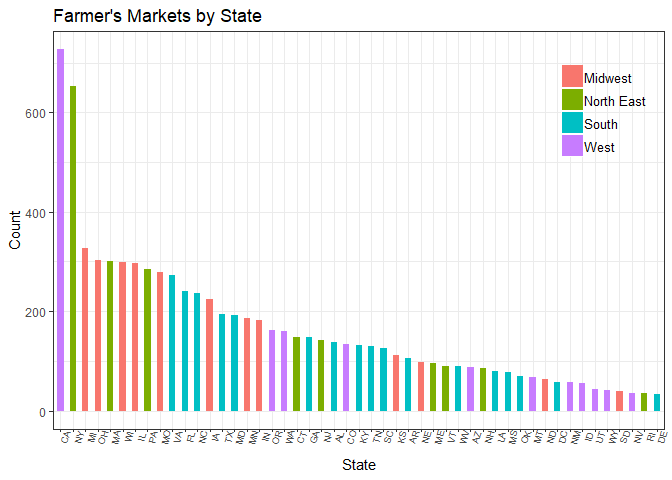 Farmer's Markets by State
Midwest
North East
South
West
600
400
200
0
Count
CA NY MI OH MA WI IL PA MO VA FL NC IA TX MD MN IN OR WA CT GA NJ AL CO KY TN SC KS AR NE ME VT WV AZ NH LA MS OK MT ND DC NM ID UT WY SD NV RI DE
State